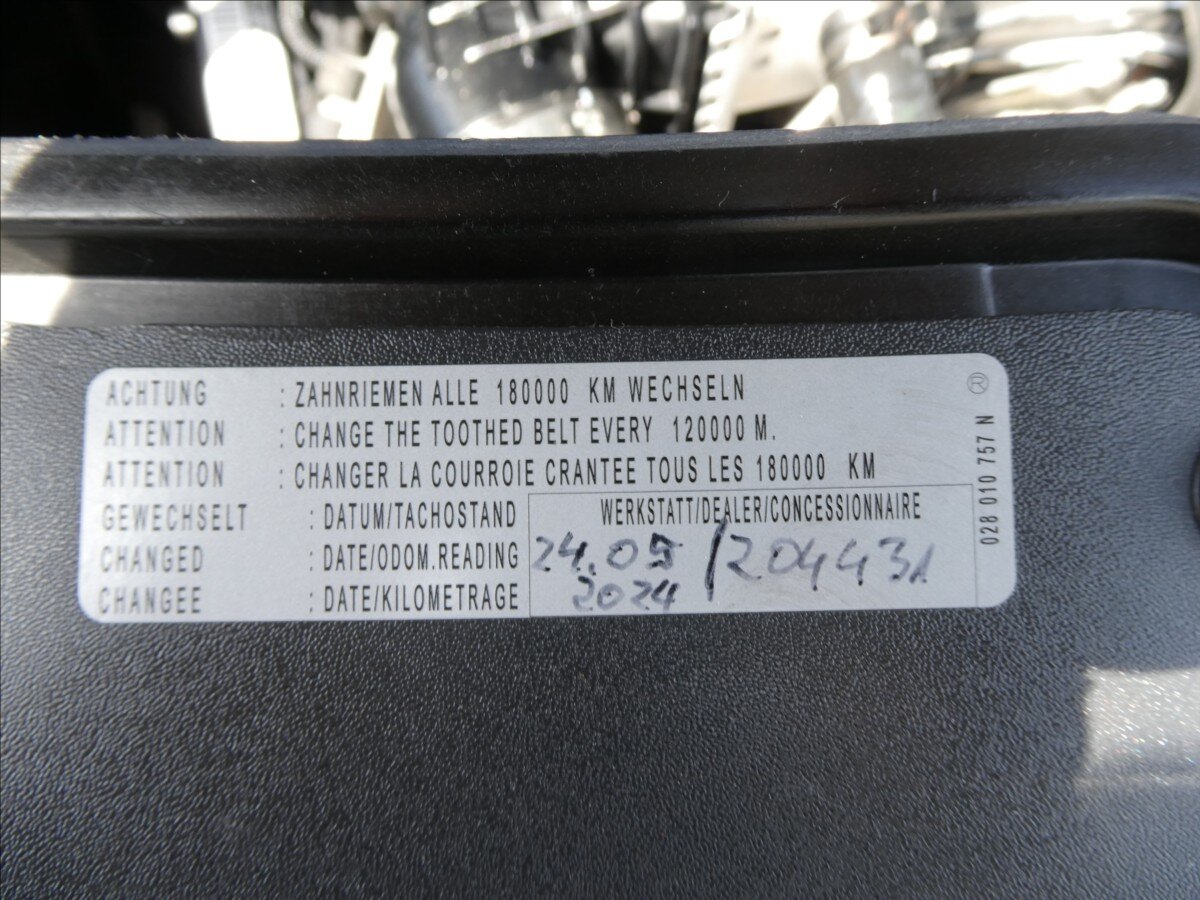 ACHTUNG : ZAHNRIEMEN ALLE 180000 KM WECHSELN
ATTENTION : CHANGE THE TOOTHED BELT EVERY 120000 M.
ATTENTION : CHANGER LA COURROIE CRANTEE TOUS LES 180000 KM
GEWECHSELT : DATUM/TACHOSTAND WERKSTATT/DEALER/CONCESSIONNAIRE
CHANGED : DATE/ODOM.READING 24.05 / 204431
CHANGEE : DATE/KILOMETRAGE 2024
® 028 010 757 N